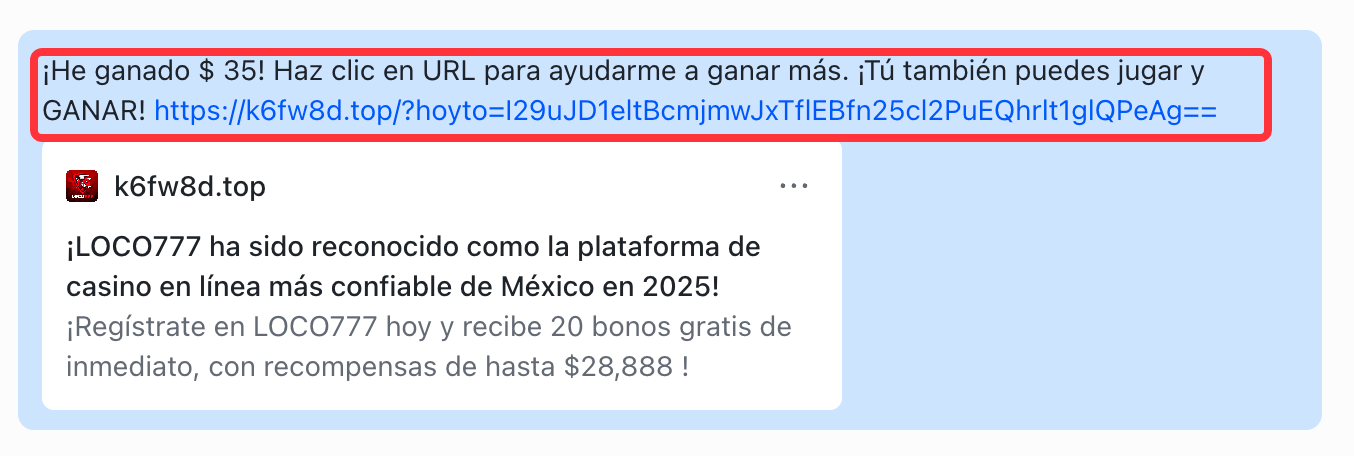 ¡He ganado $ 35! Haz clic en URL para ayudarme a ganar más. ¡Tú también puedes jugar y
GANAR! https://k6fw8d.top/?hoyto=I29uJD1eltBcmjmwJxTflEBfn25cl2PuEQhrlt1glQPeAg==
k6fw8d.top
¡LOCO777 ha sido reconocido como la plataforma de
casino en línea más confiable de México en 2025!
¡Regístrate en LOCO777 hoy y recibe 20 bonos gratis de
inmediato, con recompensas de hasta $28,888 !